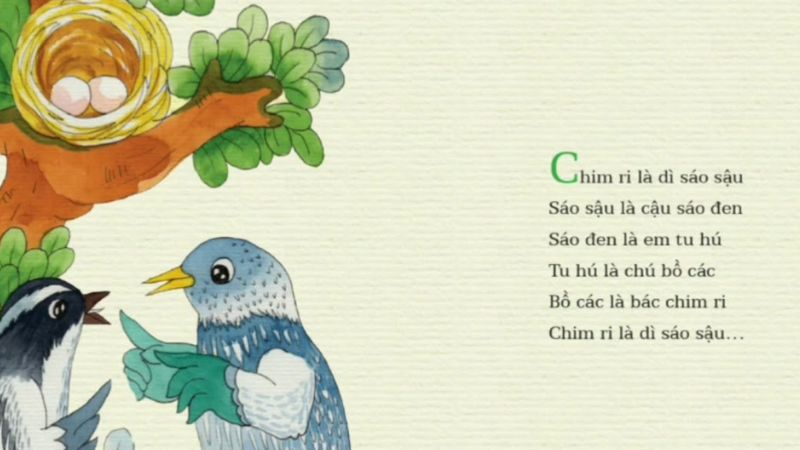 Chim ri là dì sáo sậu
Sáo sậu là cậu sáo đen
Sáo đen là em tu hú
Tu hú là chú bồ các
Bồ các là bác chim ri
Chim ri là dì sáo sậu...